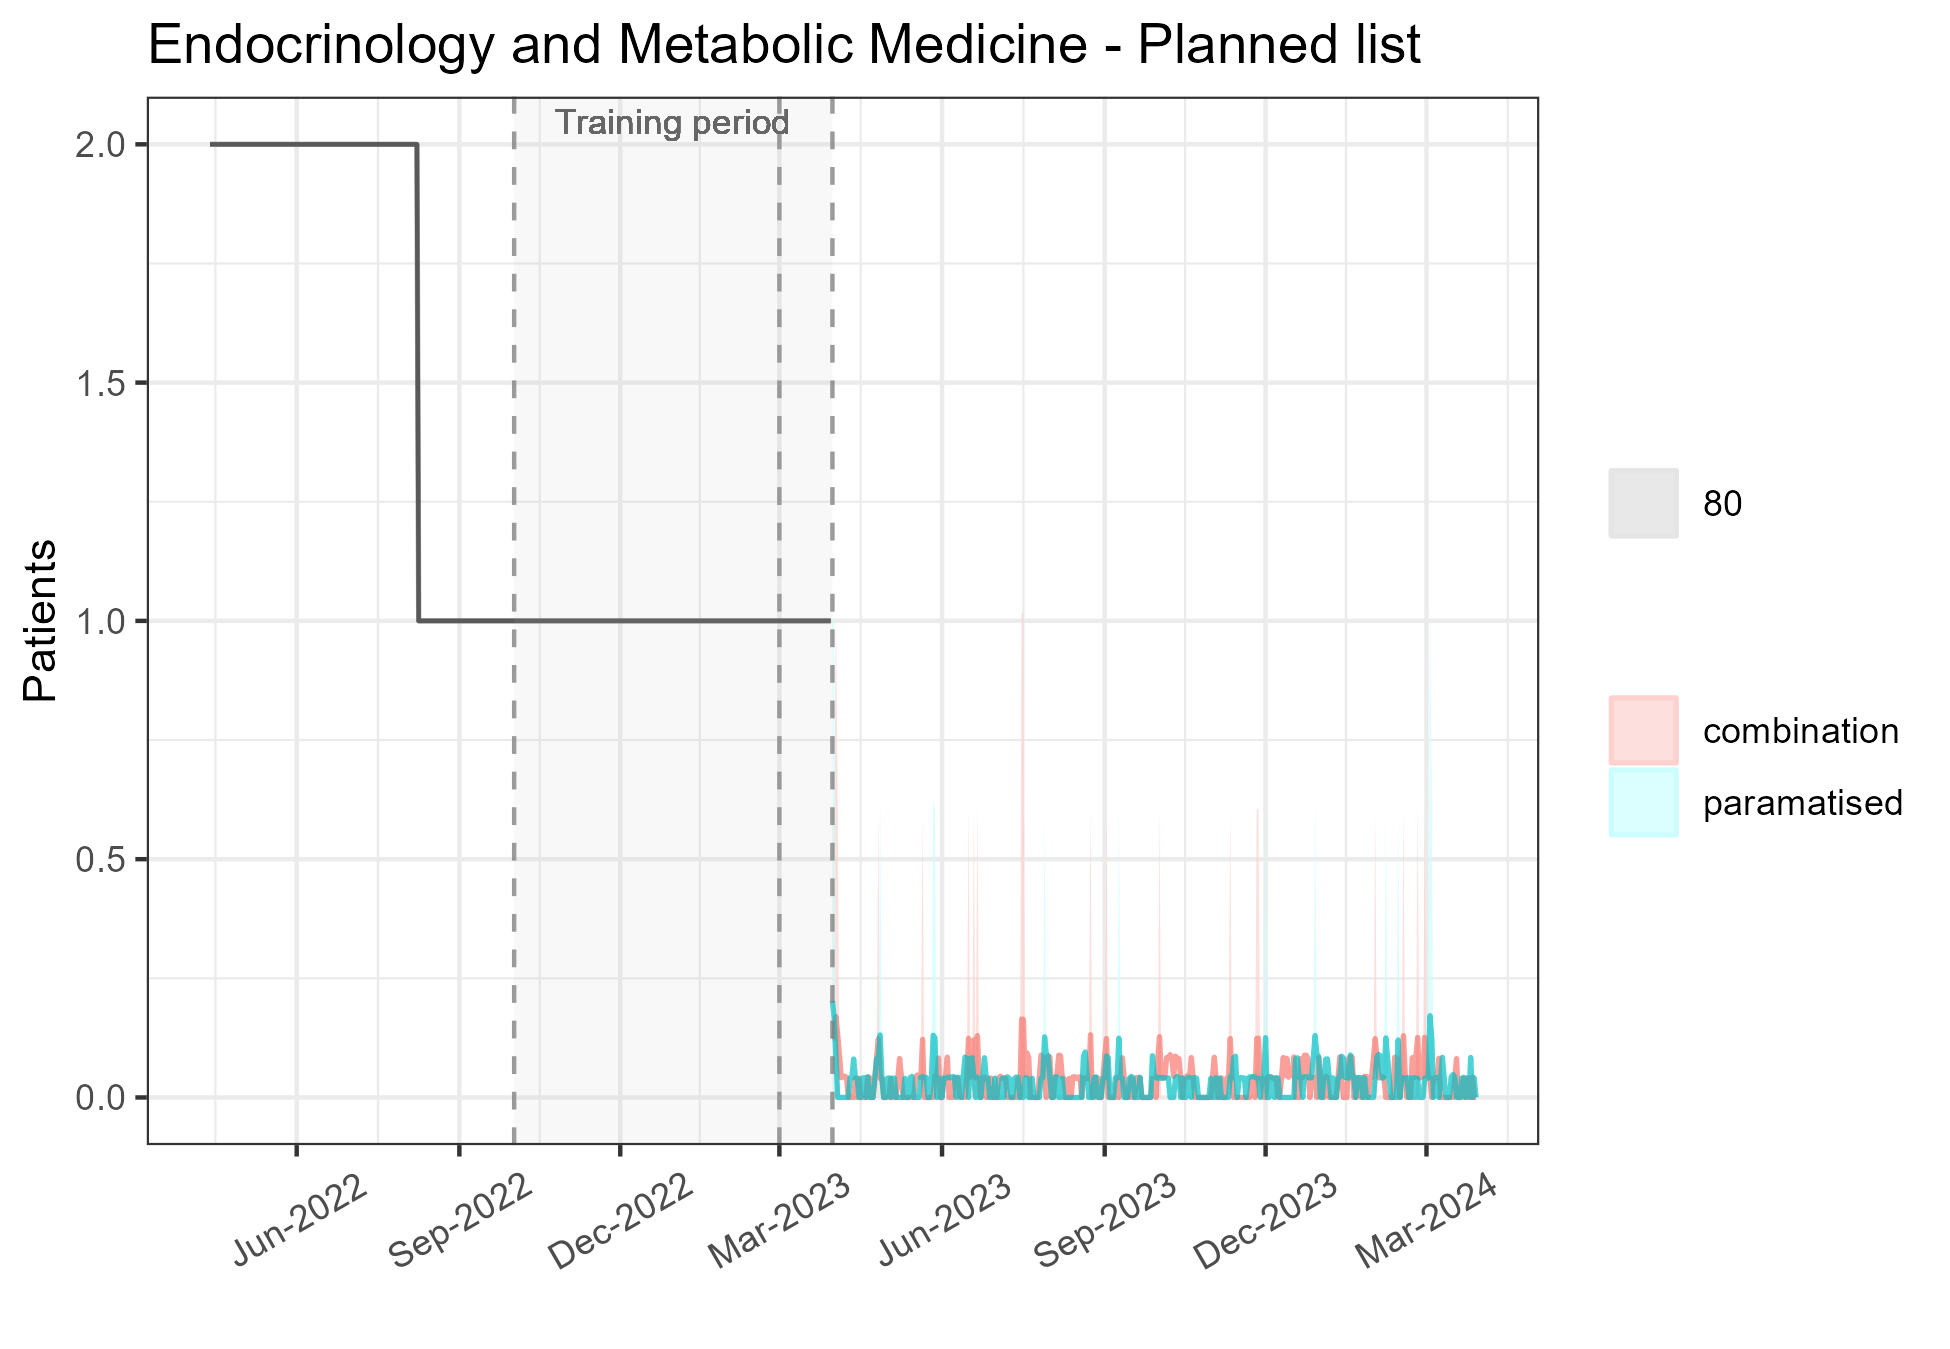 Endocrinology and Metabolic Medicine - Planned list
Training period
2.0
1.5
1.0
0.5
0.0
Patients
Jun-2022
Sep-2022
Dec-2022
Mar-2023
Jun-2023
Sep-2023
Dec-2023
Mar-2024
80
combination
paramatised